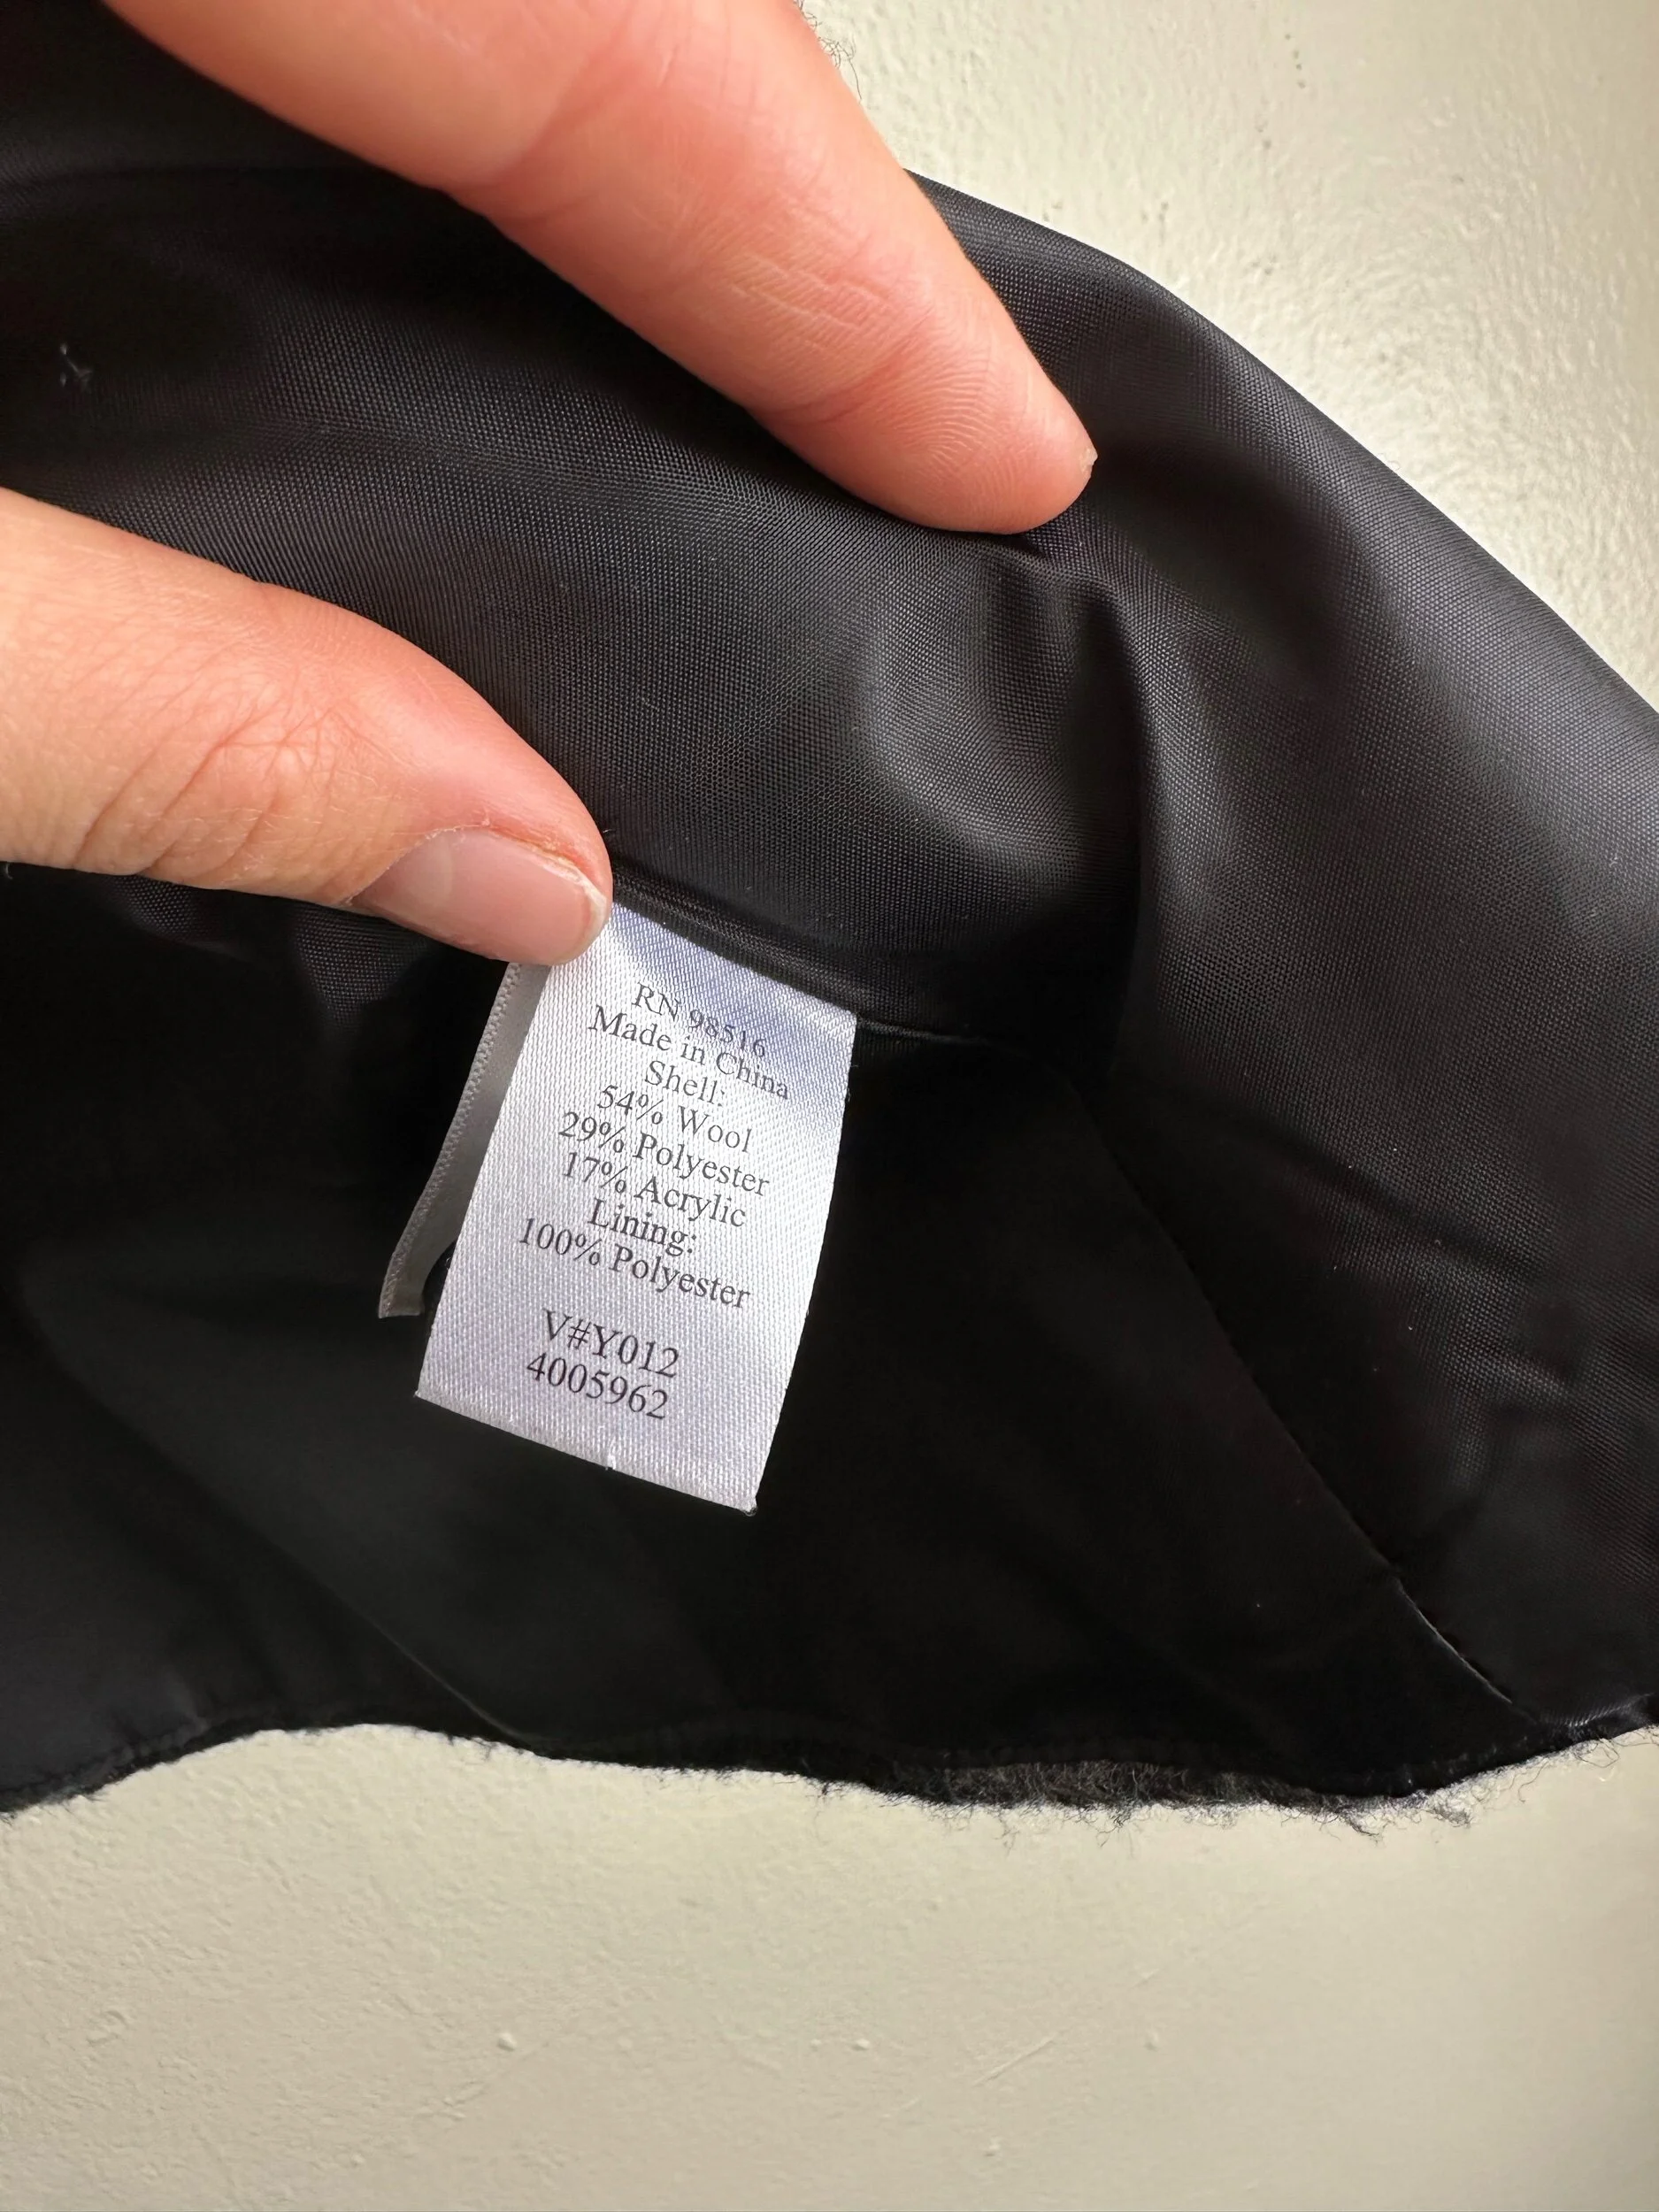 RN 98516
Made in China
Shell:
54% Wool
29% Polyester
17% Acrylic
Lining:
100% Polyester
V#Y012
4005962